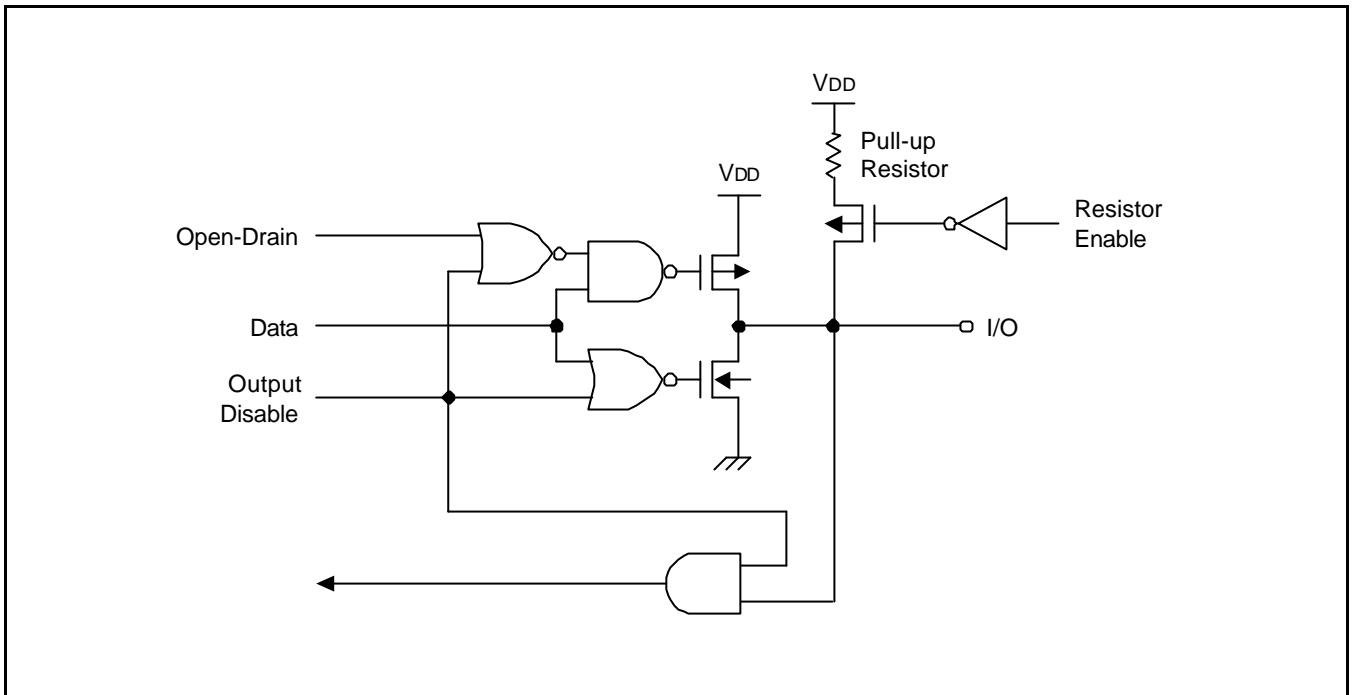 VDD
Pull-up
Resistor
VDD
Resistor
Enable
Open-Drain
Data
I/O
Output
Disable